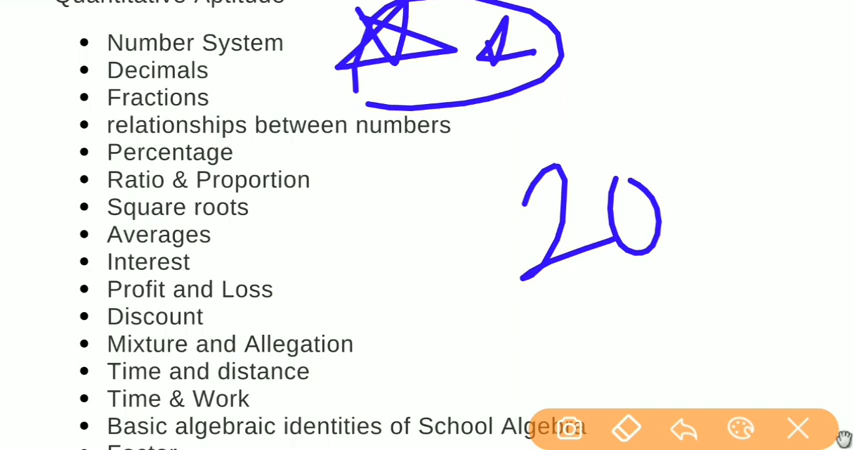 Quantitative Aptitude
Number System
Decimals
Fractions
relationships between numbers
Percentage
Ratio & Proportion
20
Square roots
Averages
Interest
Profit and Loss
Discount
Mixture and Allegation
Time and distance
Time & Work
Basic algebraic identities of School Algebra
Factor